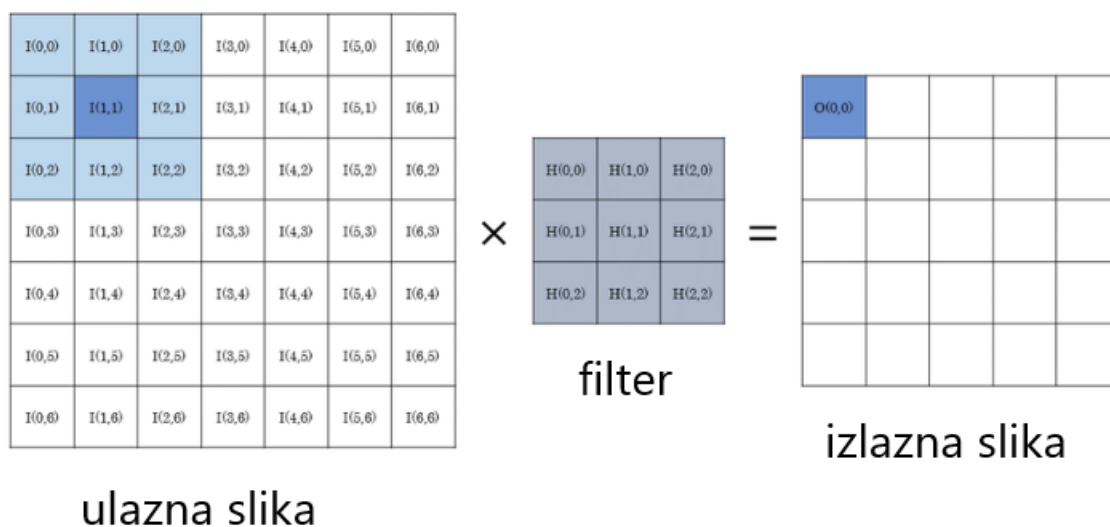 I(0,0) I(1,0) I(2,0) I(3,0) I(4,0) I(5,0) I(6,0)
I(0,1) I(1,1) I(2,1) I(3,1) I(4,1) I(5,1) I(6,1)
I(0,2) I(1,2) I(2,2) I(3,2) I(4,2) I(5,2) I(6,2)
I(0,3) I(1,3) I(2,3) I(3,3) I(4,3) I(5,3) I(6,3)
I(0,4) I(1,4) I(2,4) I(3,4) I(4,4) I(5,4) I(6,4)
I(0,5) I(1,5) I(2,5) I(3,5) I(4,5) I(5,5) I(6,5)
I(0,6) I(1,6) I(2,6) I(3,6) I(4,6) I(5,6) I(6,6)
ulazna slika
×
H(0,0) H(1,0) H(2,0)
H(0,1) H(1,1) H(2,1)
H(0,2) H(1,2) H(2,2)
filter
=
O(0,0)
izlazna slika